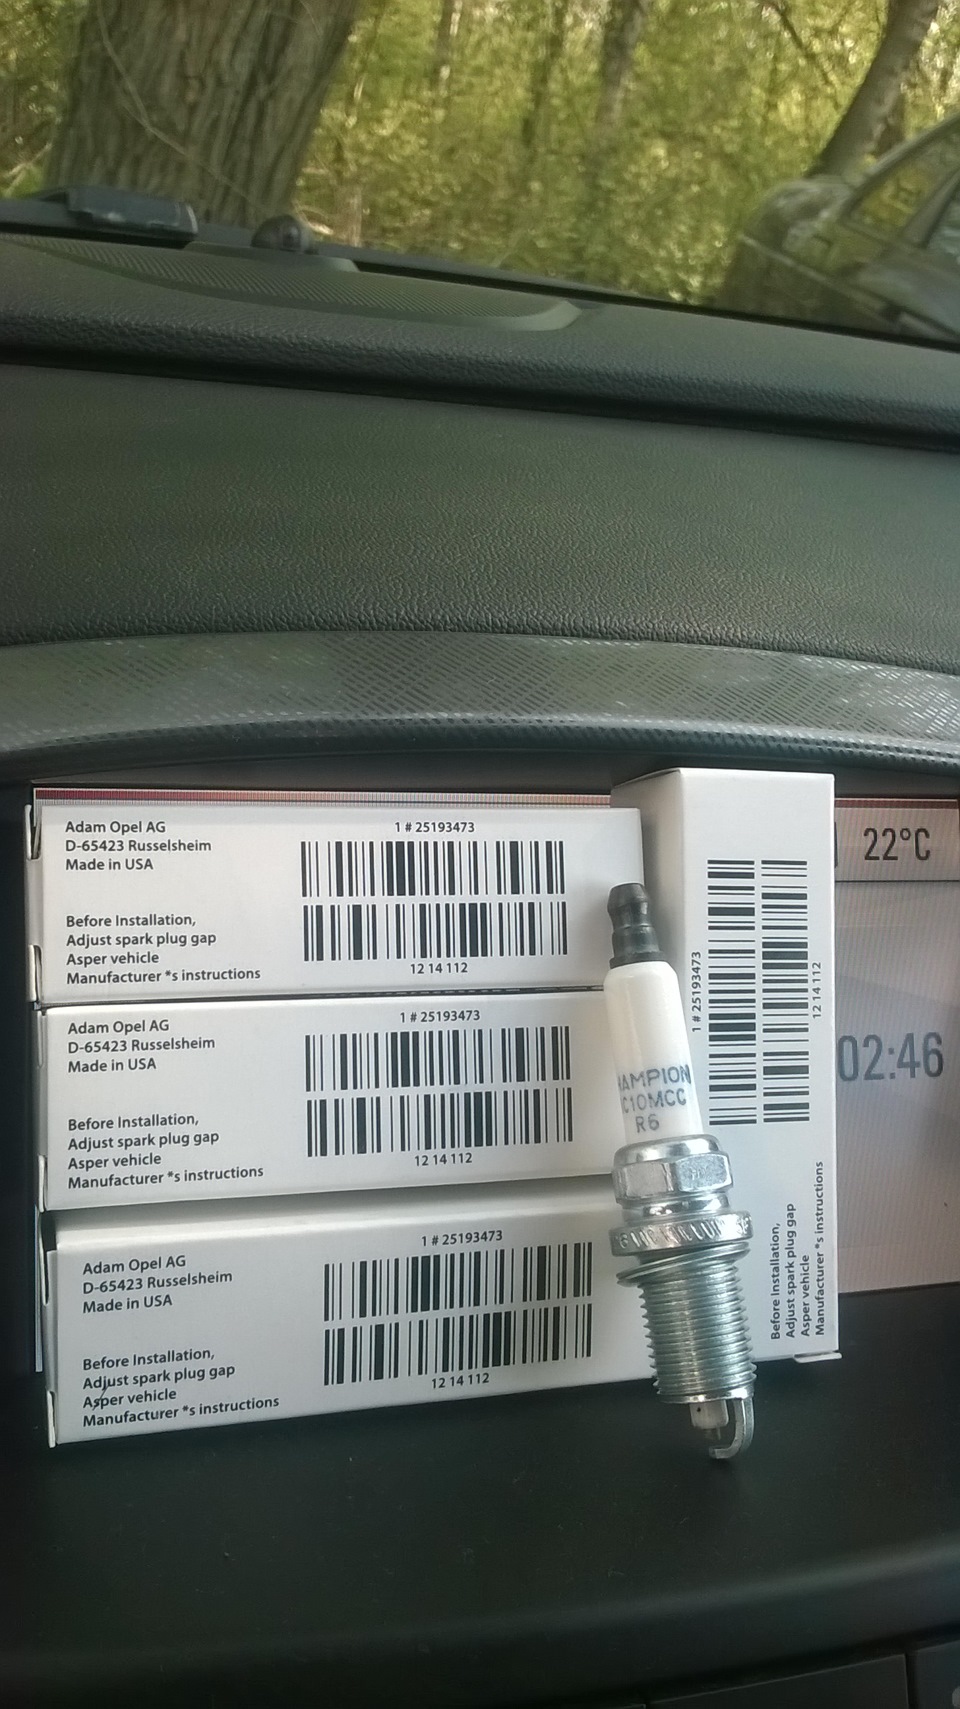 Adam Opel AG
D-65423 Russelsheim
Made in USA
Before Installation,
Adjust spark plug gap
Asper vehicle
Manufacturer *s instructions
1 # 25193473
12 14 112
Adam Opel AG
D-65423 Russelsheim
Made in USA
Before Installation,
Adjust spark plug gap
Asper vehicle
Manufacturer *s instructions
1 # 25193473
12 14 112
Adam Opel AG
D-65423 Russelsheim
Made in USA
Before Installation,
Adjust spark plug gap
Asper vehicle
Manufacturer *s instructions
1 # 25193473
12 14 112
1 # 25193473
12 14 112
Before Installation,
Adjust spark plug gap
Asper vehicle
Manufacturer *s instructions
HAMPION
C10MCC
R6
22°C
02:46